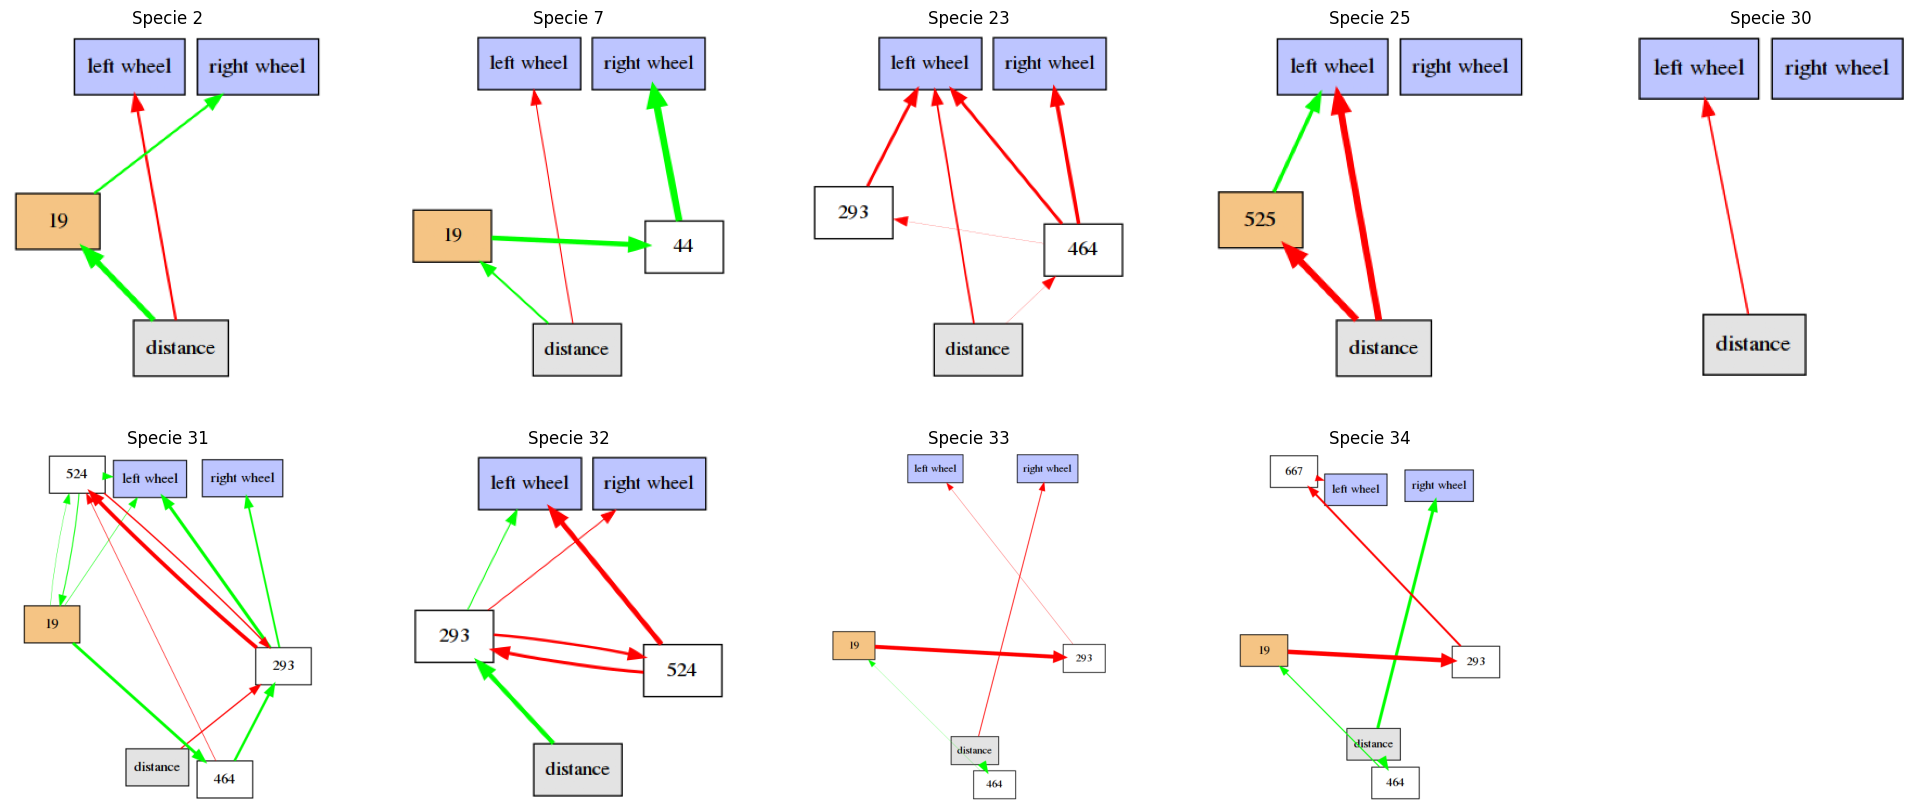 Specie 2
left wheel
right wheel
19
distance
Specie 7
left wheel
right wheel
19
44
distance
Specie 23
left wheel
right wheel
293
464
distance
Specie 25
left wheel
right wheel
525
distance
Specie 30
left wheel
right wheel
distance
Specie 31
524
left wheel
right wheel
19
293
distance
464
Specie 32
left wheel
right wheel
293
524
distance
Specie 33
left wheel
right wheel
19
293
distance
464
Specie 34
667
left wheel
right wheel
19
293
distance
464